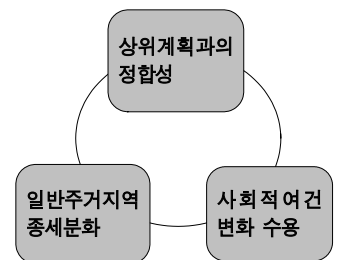 상위계획과의
정합성
일반주거지역
종세분화
사회적여건
변화 수용